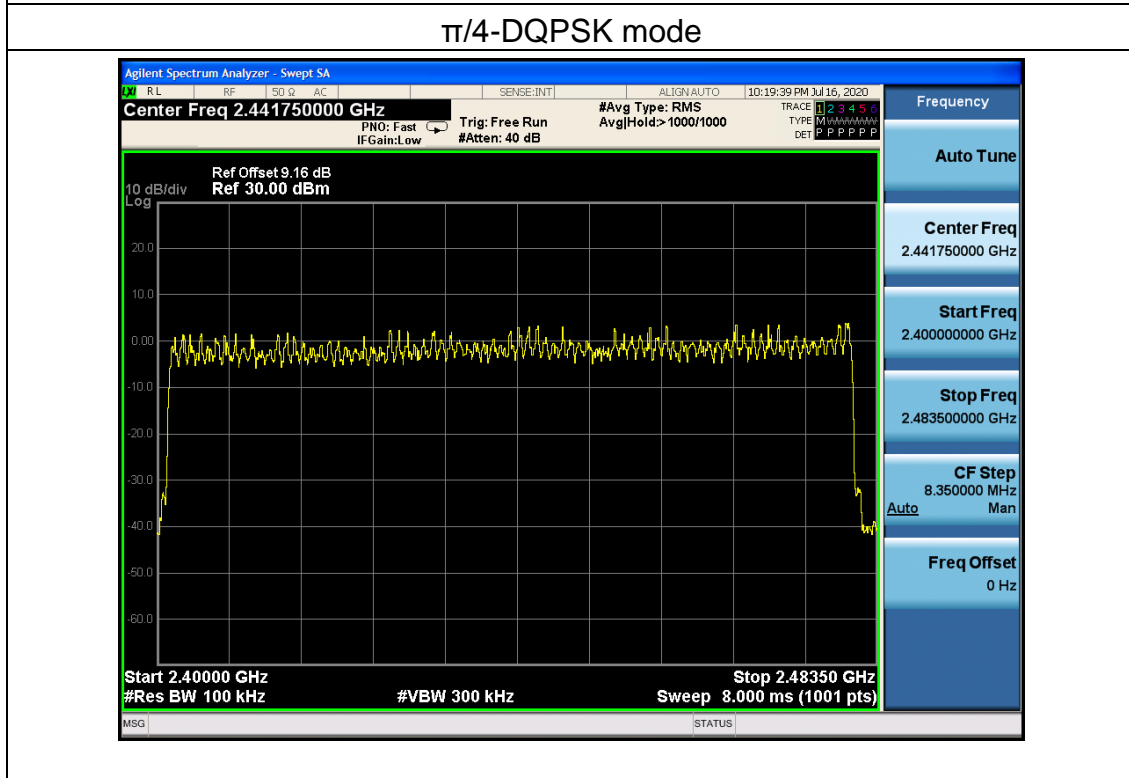 π/4-DQPSK mode
Agilent Spectrum Analyzer - Swept SA
LXI RL RF 50 Ω AC SENSE:INT ALIGN AUTO 10:19:39 PM Jul 16, 2020
Center Freq 2.441750000 GHz
PNO: Fast
IFGain:Low
Trig: Free Run
#Atten: 40 dB
#Avg Type: RMS
Avg|Hold:>1000/1000
TRACE 1 2 3 4 5 6
TYPE M WWWWW
DET P P P P P P
Frequency
Auto Tune
Center Freq
2.441750000 GHz
Start Freq
2.400000000 GHz
Stop Freq
2.483500000 GHz
CF Step
8.350000 MHz
Auto Man
Freq Offset
0 Hz
Ref Offset 9.16 dB
10 dB/div Ref 30.00 dBm
Log
20.0
10.0
0.00
-10.0
-20.0
-30.0
-40.0
-50.0
-60.0
Start 2.40000 GHz Stop 2.48350 GHz
#Res BW 100 kHz #VBW 300 kHz Sweep 8.000 ms (1001 pts)
MSG STATUS